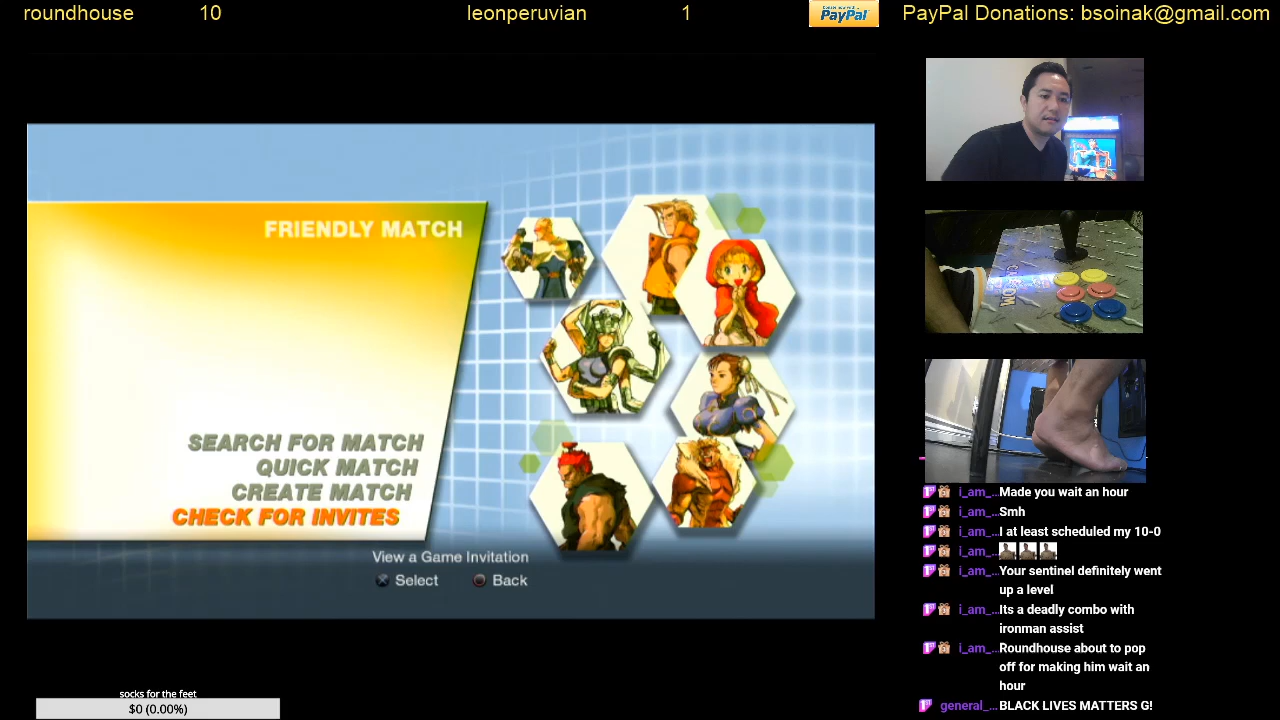 roundhouse 10 leonperuvian 1 PayPal PayPal Donations: bsoinak@gmail.com
FRIENDLY MATCH
SEARCH FOR MATCH
QUICK MATCH
CREATE MATCH
CHECK FOR INVITES
View a Game Invitation
Select Back
i_am_... Made you wait an hour
i_am_... Smh
i_am_... I at least scheduled my 10-0
i_am_...
i_am_... Your sentinel definitely went
up a level
i_am_... Its a deadly combo with
ironman assist
i_am_... Roundhouse about to pop
off for making him wait an
hour
general_... BLACK LIVES MATTERS G!
socks for the feet
$0 (0.00%)